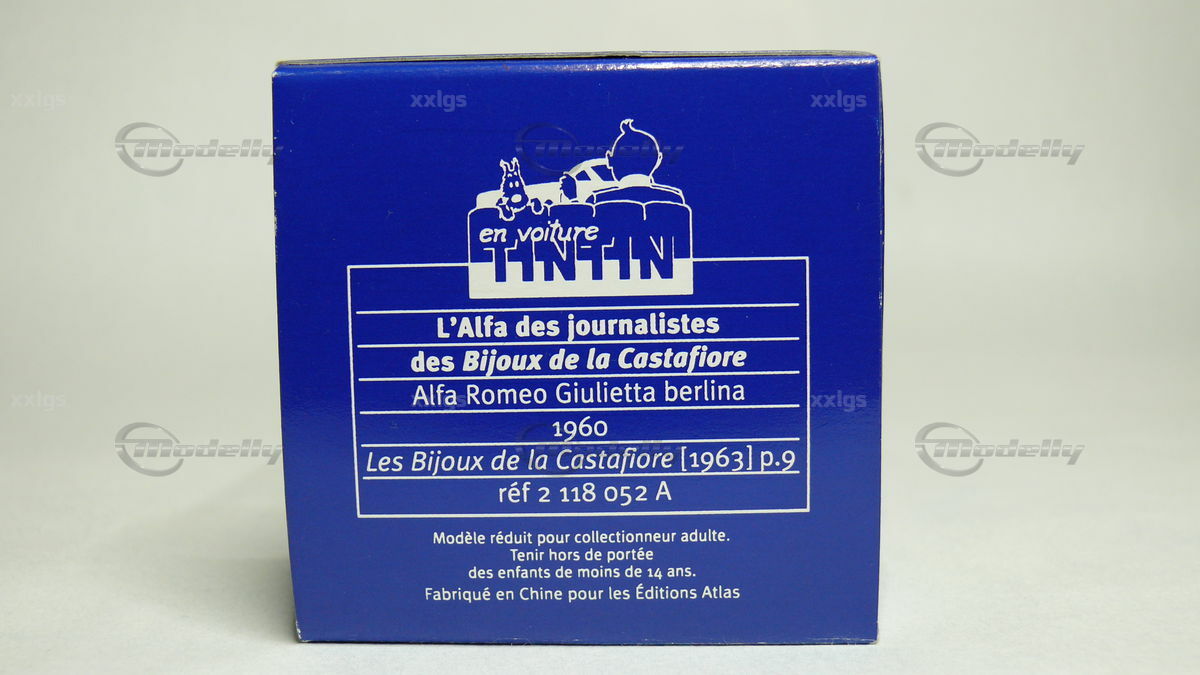 xxlgs xxlgs xxlgs
Modelly Modelly Modelly
en voiture
TINTIN
L'Alfa des journalistes
des Bijoux de la Castafiore
Alfa Romeo Giulietta berlina
xxlgs xxlgs xxlgs
1960
Modelly Modelly Modelly
Les Bijoux de la Castafiore [1963] p.9
réf 2 118 052 A
Modèle réduit pour collectionneur adulte.
Tenir hors de portée
des enfants de moins de 14 ans.
Fabriqué en Chine pour les Éditions Atlas